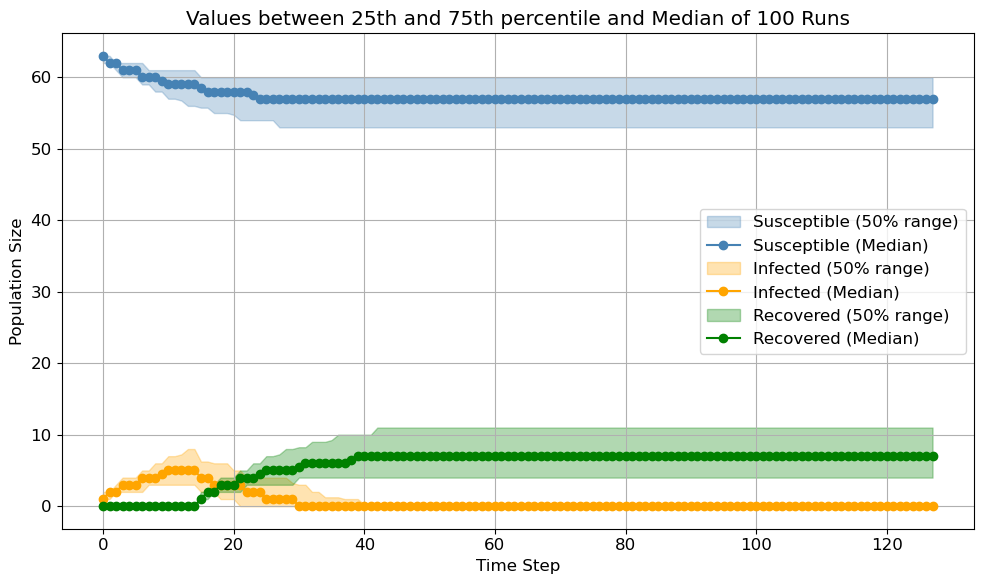 Values between 25th and 75th percentile and Median of 100 Runs
Population Size
60
50
40
30
20
10
0
Susceptible (50% range)
Susceptible (Median)
Infected (50% range)
Infected (Median)
Recovered (50% range)
Recovered (Median)
0 20 40 60 80 100 120
Time Step